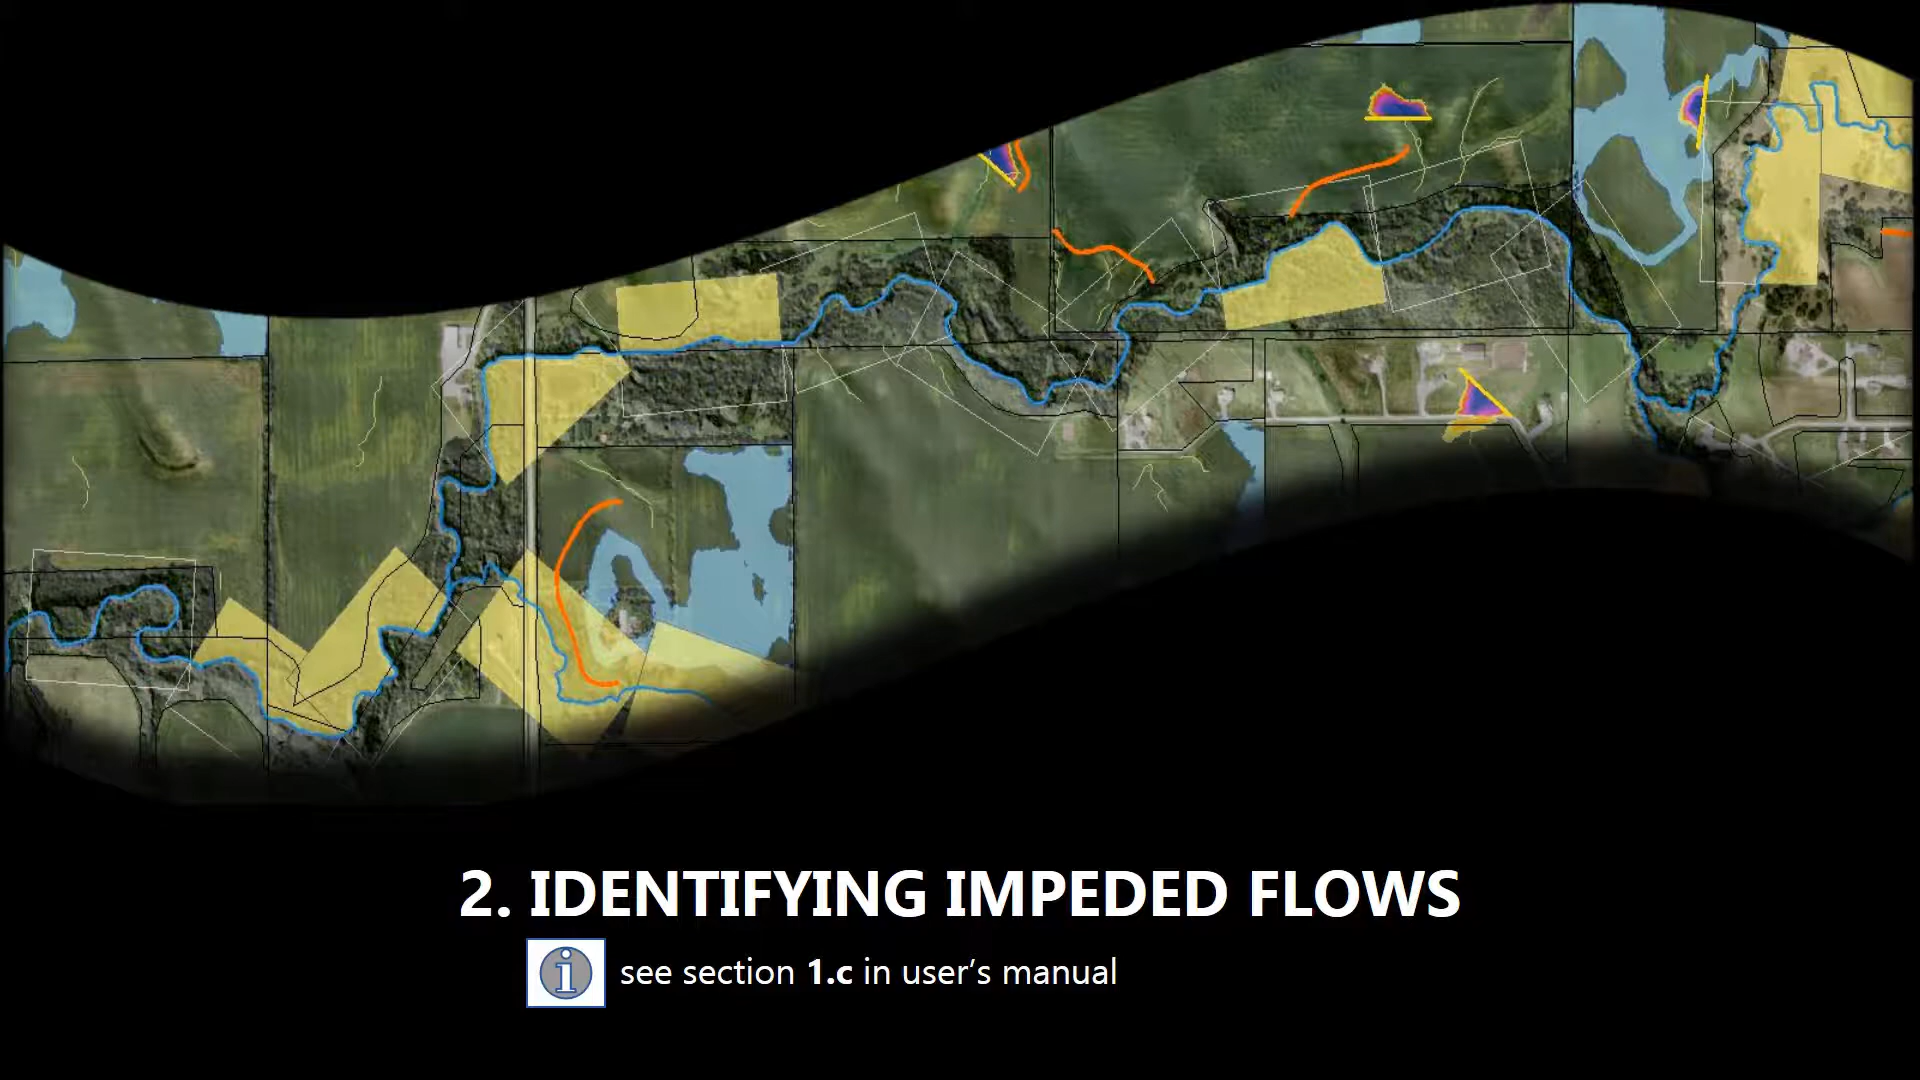 2. IDENTIFYING IMPEDED FLOWS
see section 1.c in user’s manual